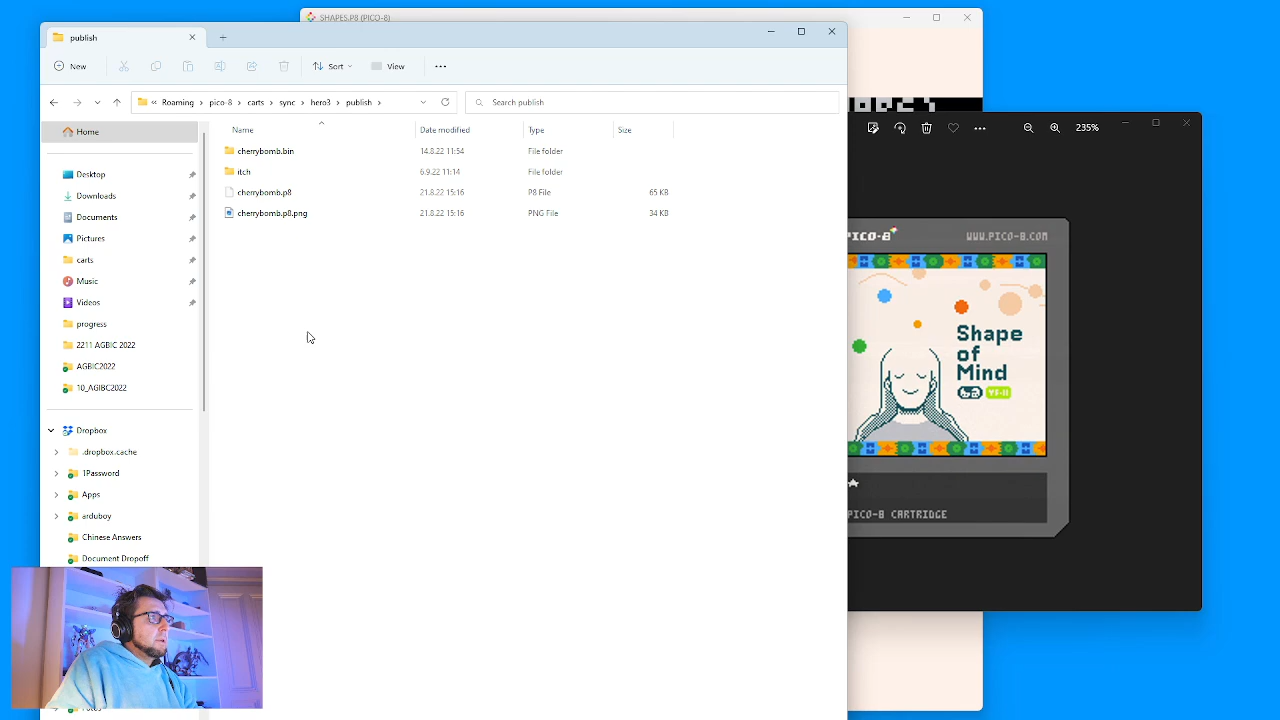 SHAPES.P8 (PICO-8)
publish
New
Sort
View
« Roaming › pico-8 › carts › sync › hero3 › publish ›
Search publish
Home
Desktop
Downloads
Documents
Pictures
carts
Music
Videos
progress
2211 AGBIC 2022
AGBIC2022
10_AGIBC2022
Dropbox
.dropbox.cache
1Password
Apps
arduboy
Chinese Answers
Document Dropoff
Name Date modified Type Size
cherrybomb.bin 14.8.22 11:54 File folder
itch 6.9.22 11:14 File folder
cherrybomb.p8 21.8.22 15:16 P8 File 65 KB
cherrybomb.p8.png 21.8.22 15:16 PNG File 34 KB
235%
PICO-8
WWW.PICO-8.COM
Shape
of
Mind
PICO-8 CARTRIDGE